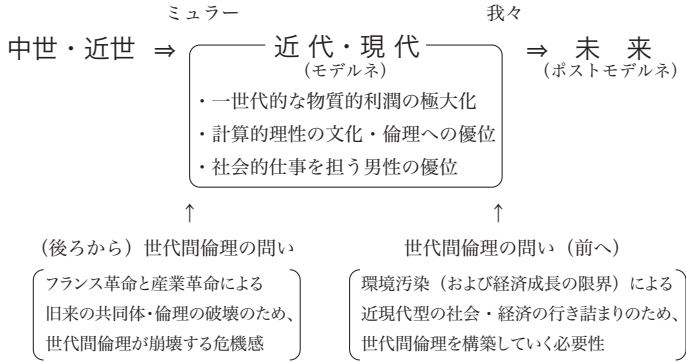 ミュラー 我々
中世・近世 ⇒ 近代・現代 ⇒ 未来
(モデルネ) (ポストモデルネ)
・一世代的な物質的利潤の極大化
・計算的理性の文化・倫理への優位
・社会的仕事を担う男性の優位
↑ ↑
(後ろから)世代間倫理の問い 世代間倫理の問い(前へ)
フランス革命と産業革命による
旧来の共同体・倫理の破壊のため、
世代間倫理が崩壊する危機感
環境汚染(および経済成長の限界)による
近現代型の社会・経済の行き詰まりのため、
世代間倫理を構築していく必要性